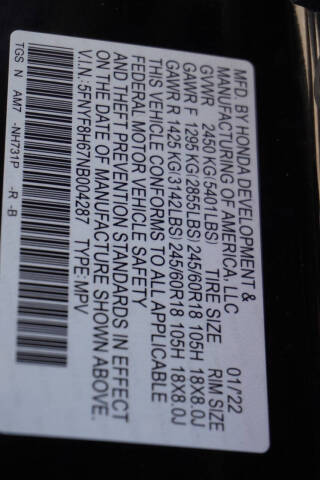 MFD. BY HONDA DEVELOPMENT &
MANUFACTURING OF AMERICA, LLC 01/22
GVWR 2450 KG(5401LBS) TIRE SIZE RIM SIZE
GAWR F 1295 KG(2855LBS) 245/60R18 105H 18X8.0J
GAWR R 1425 KG(3142LBS) 245/60R18 105H 18X8.0J
THIS VEHICLE CONFORMS TO ALL APPLICABLE
FEDERAL MOTOR VEHICLE SAFETY
AND THEFT PREVENTION STANDARDS IN EFFECT
ON THE DATE OF MANUFACTURE SHOWN ABOVE.
V.I.N: 5FNYF8H67NB004287 TYPE:MPV
TGS N AM7 -NH731P -R -B